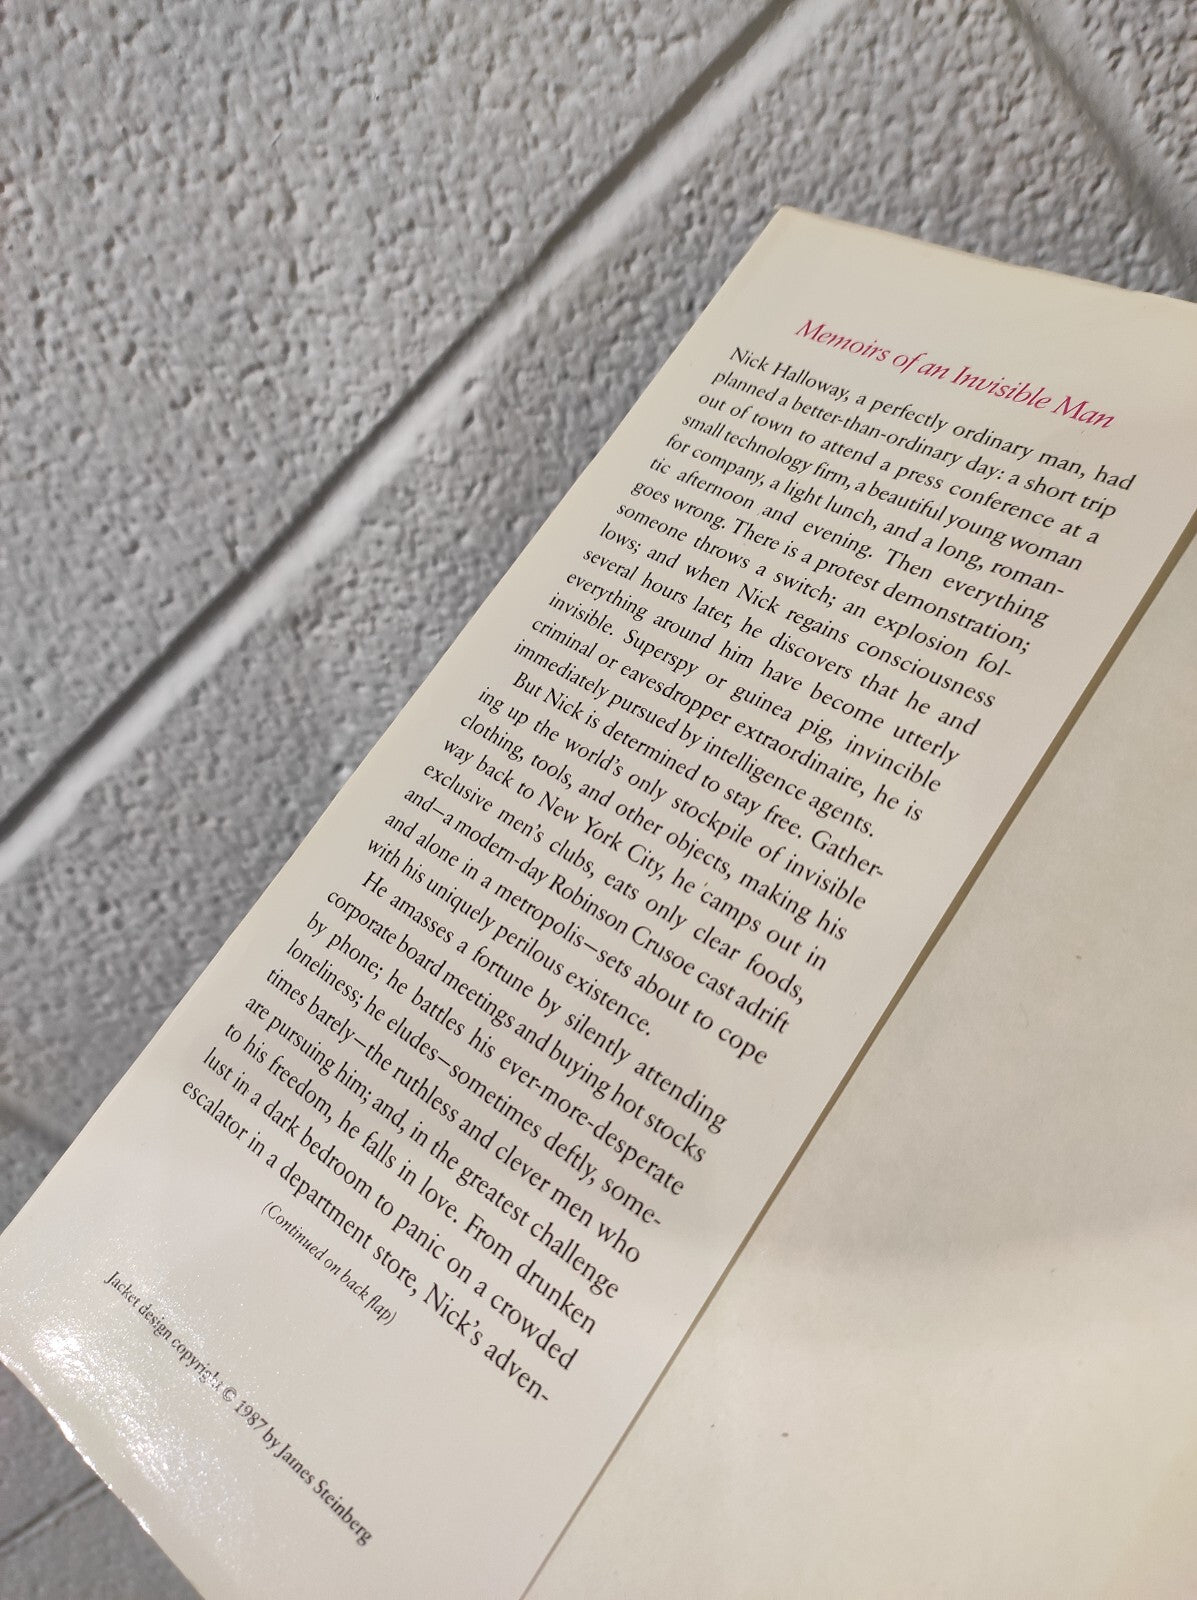 Memoirs of an Invisible Man
Nick Halloway, a perfectly ordinary man, had
planned a better-than-ordinary day: a short trip
out of town to attend a press conference at a
small technology firm, a beautiful young woman
for company, a light lunch, and a long, roman-
tic afternoon and evening. Then everything
goes wrong. There is a protest demonstration;
someone throws a switch; an explosion fol-
lows; and when Nick regains consciousness
several hours later, he discovers that he and
everything around him have become utterly
invisible. Superspy or guinea pig, invincible
criminal or eavesdropper extraordinaire, he is
immediately pursued by intelligence agents.
But Nick is determined to stay free. Gather-
ing up the world's only stockpile of invisible
clothing, tools, and other objects, making his
way back to New York City, he camps out in
exclusive men's clubs, eats only clear foods,
and—a modern-day Robinson Crusoe cast adrift
and alone in a metropolis—sets about to cope
with his uniquely perilous existence.
He amasses a fortune by silently attending
corporate board meetings and buying hot stocks
by phone; he battles his ever-more-desperate
loneliness; he eludes—sometimes deftly, some-
times barely—the ruthless and clever men who
are pursuing him; and, in the greatest challenge
to his freedom, he falls in love. From drunken
lust in a dark bedroom to panic on a crowded
escalator in a department store, Nick's adven-
(Continued on back flap)
Jacket design copyright © 1987 by James Steinberg